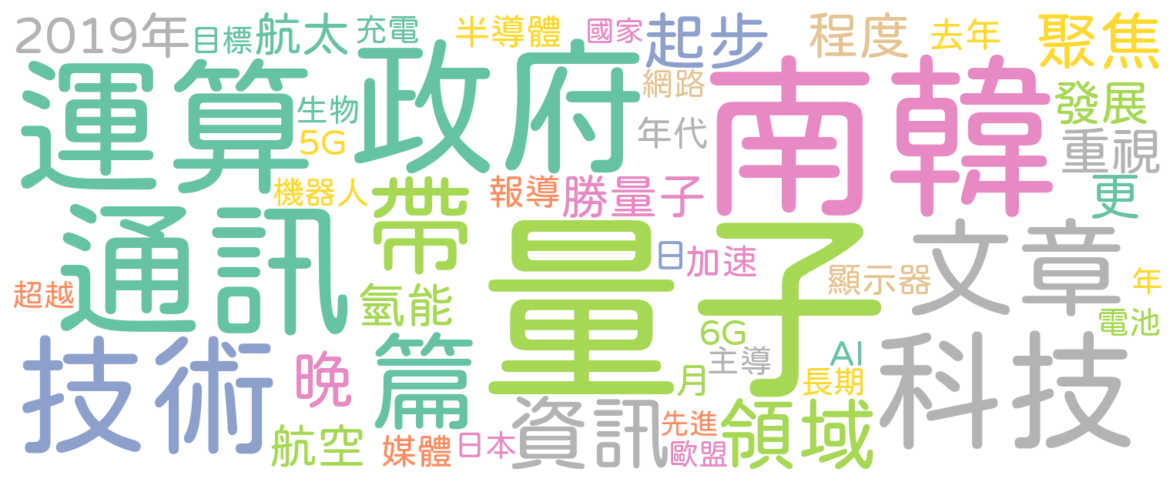 2019年
目標
航太
充電
半導體
國家
起步
程度
去年
聚焦
運算
政府
南韓
生物
5G
網路
年代
發展
重視
機器人
帶
報導
勝量子
更
通訊
量子
日
加速
文章
顯示器
年
超越
氫能
6G
電池
技術
晚
篇
月
主導
AI
長期
科技
航空
媒體
日本
資訊
先進
歐盟
領域